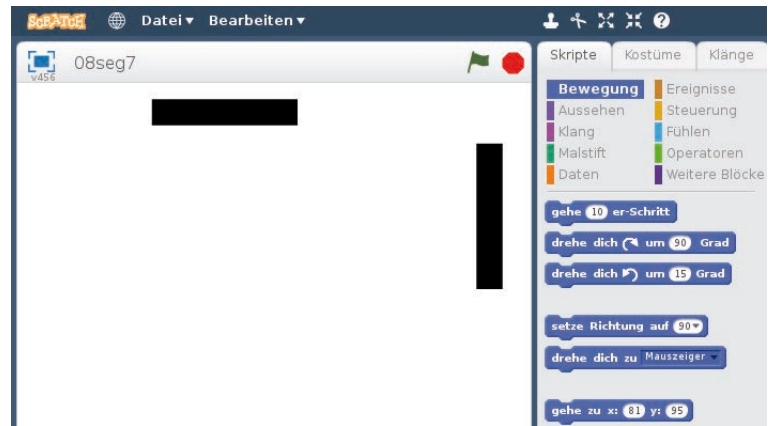 SCRATCH Datei▾ Bearbeiten▾
v456 08seg7
Skripte Kostüme Klänge
Bewegung Ereignisse
Aussehen Steuerung
Klang Fühlen
Malstift Operatoren
Daten Weitere Blöcke
gehe 10 er-Schritt
drehe dich ↻ um 90 Grad
drehe dich ↺ um 15 Grad
setze Richtung auf 90▾
drehe dich zu Mauszeiger ▾
gehe zu x: 81 y: 95